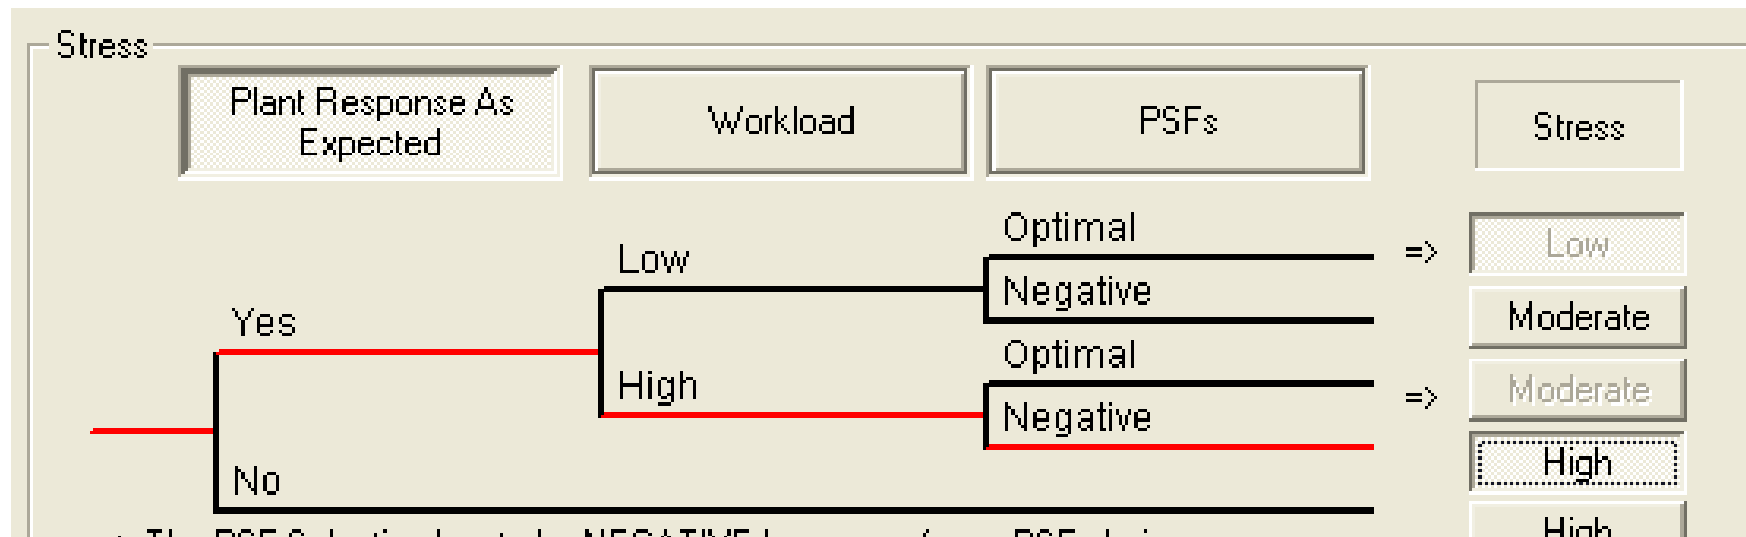 Stress
Plant Response As
Expected
Workload
PSFs
Stress
Optimal
Low
=>
Low
Negative
Yes
Moderate
Optimal
High
=>
Moderate
Negative
High
No
High